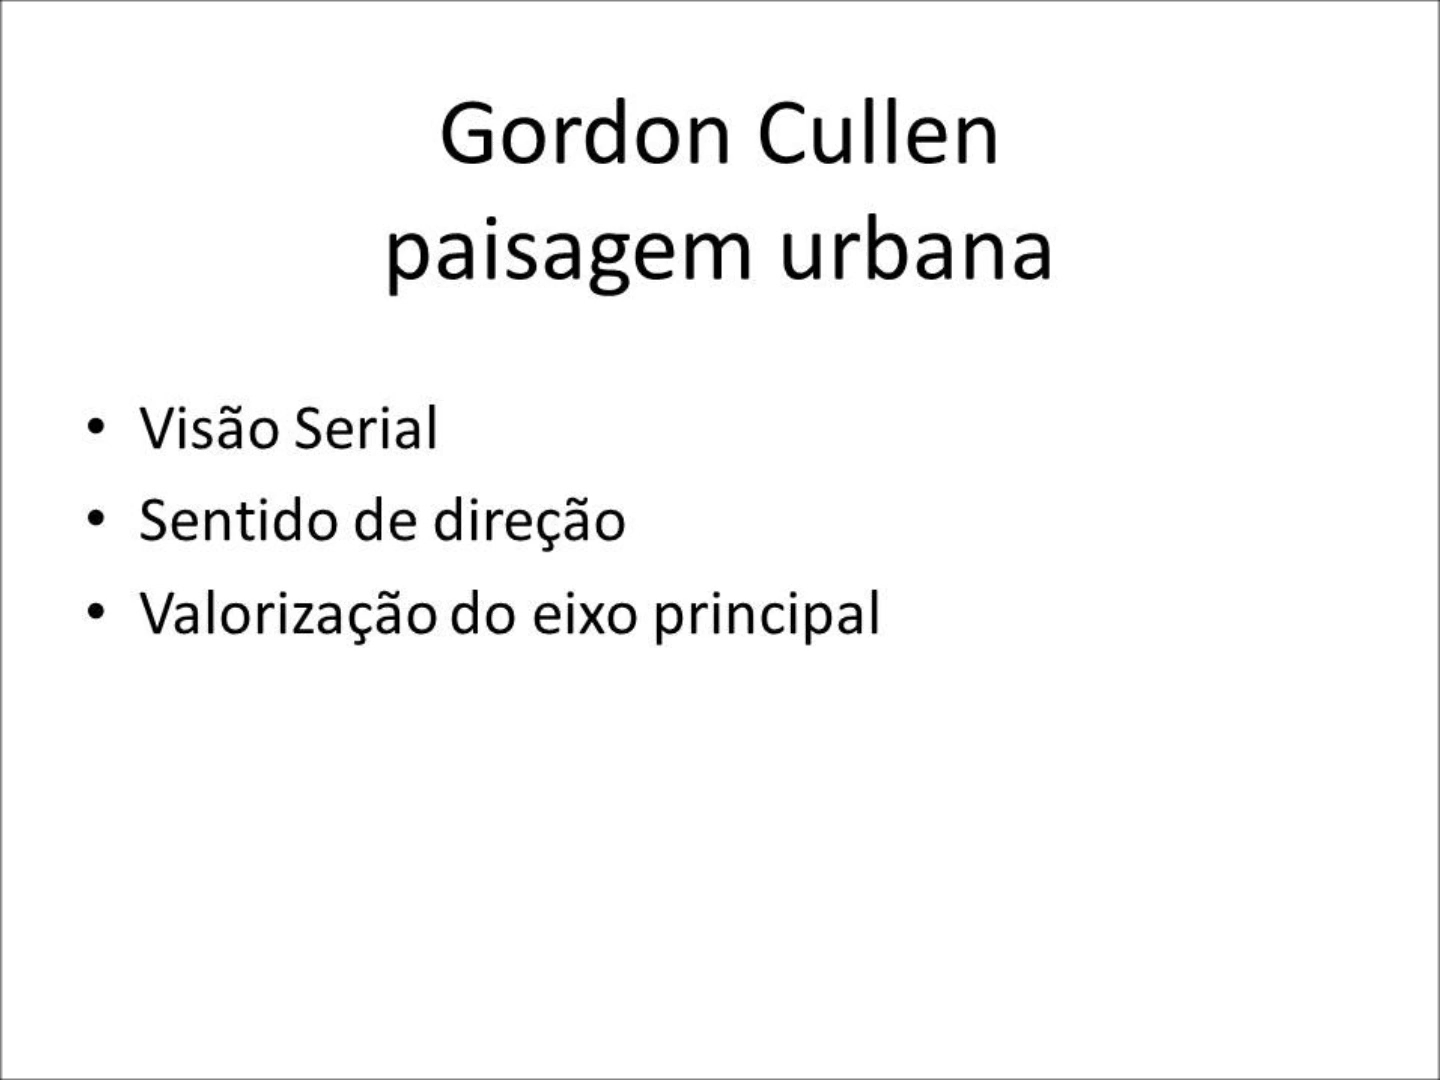 Gordon Cullen
paisagem urbana
• Visão Serial
• Sentido de direção
• Valorização do eixo principal